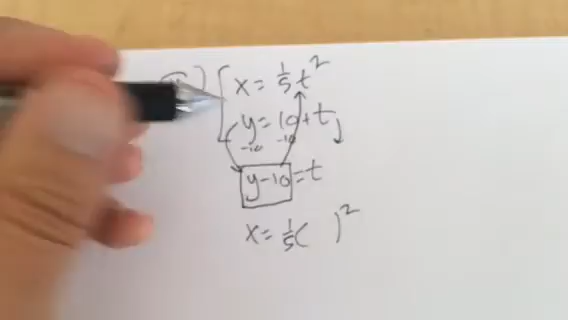 x = 1/5 t²
y = 10 + t
-10 -10
y-10 = t
x = 1/5 ( )²